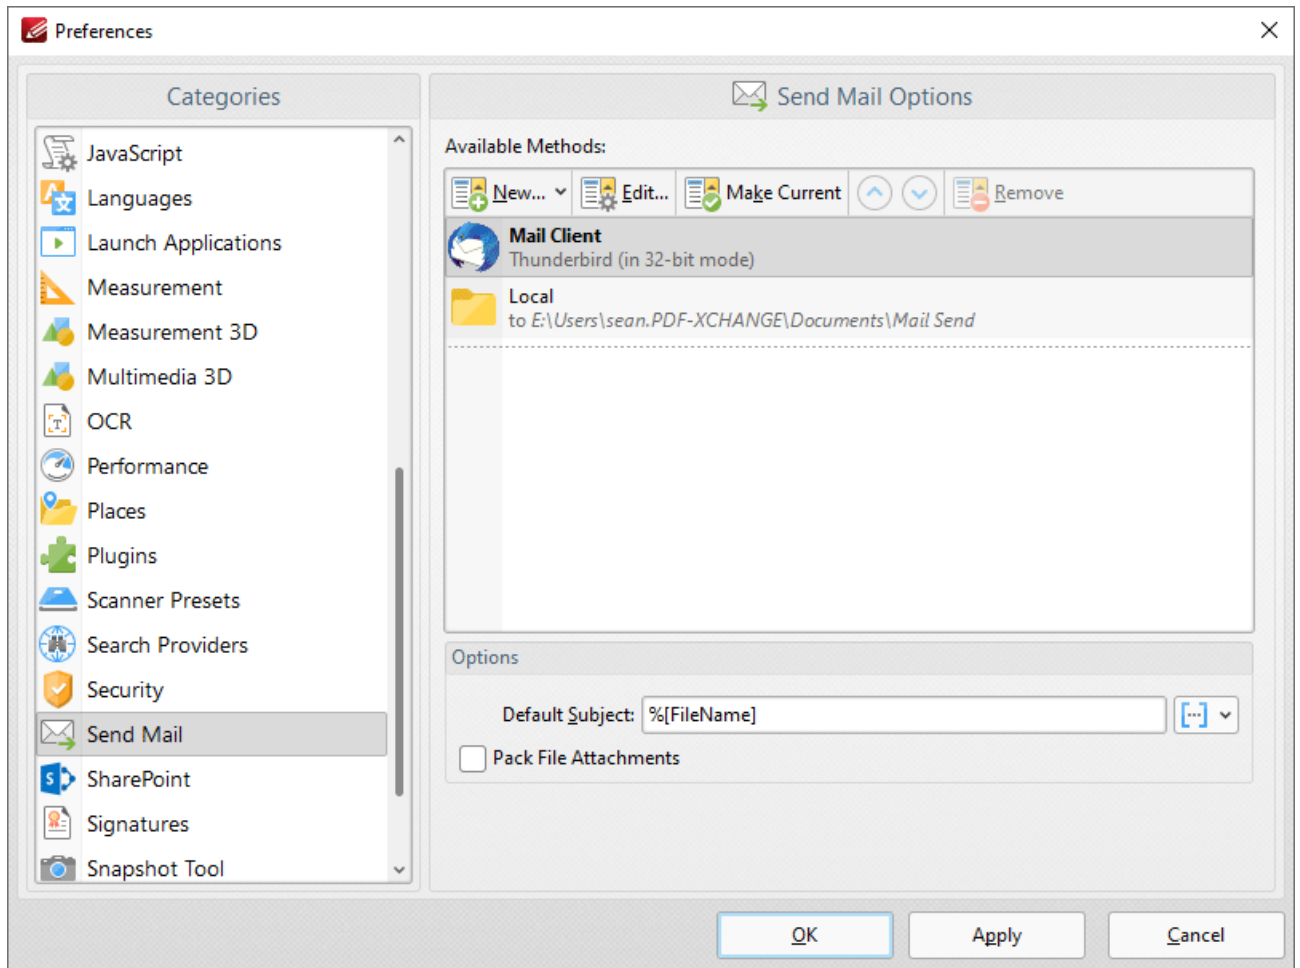 Preferences
Categories
JavaScript
Languages
Launch Applications
Measurement
Measurement 3D
Multimedia 3D
OCR
Performance
Places
Plugins
Scanner Presets
Search Providers
Security
Send Mail
SharePoint
Signatures
Snapshot Tool
Send Mail Options
Available Methods:
New... Edit... Make Current Remove
Mail Client
Thunderbird (in 32-bit mode)
Local
to E:\Users\sean.PDF-XCHANGE\Documents\Mail Send
Options
Default Subject: %[FileName]
Pack File Attachments
OK Apply Cancel